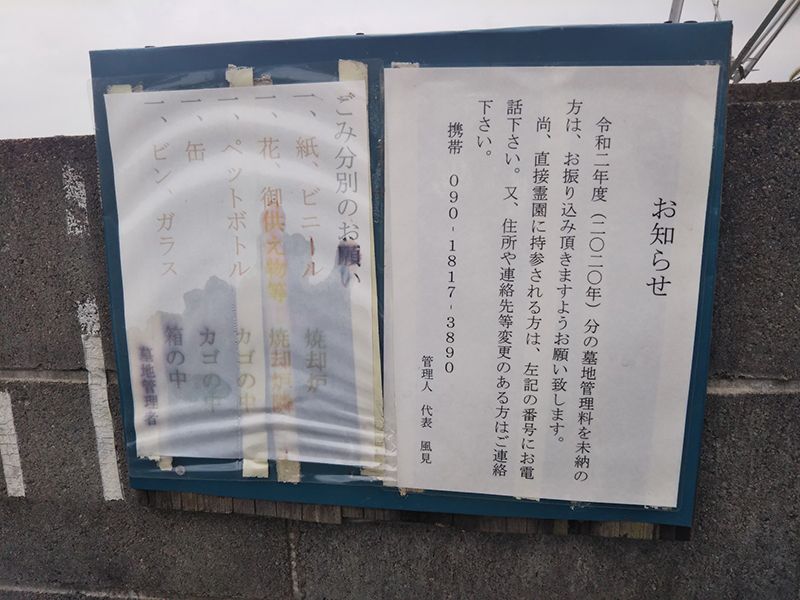 お知らせ
令和二年度（二〇二〇年）分の墓地管理料を未納の
方は、お振り込み頂きますようお願い致します。
尚、直接霊園に持参される方は、左記の番号にお電
話下さい。又、住所や連絡先等変更のある方はご連絡
下さい。
携帯 090-1817-3890
管理人 代表 風見
ごみ分別のお願い
一、紙、ビニール 焼却炉
一、花、御供え物等 焼却炉隣
一、ペットボトル カゴの中
一、缶 カゴの中
一、ビン、ガラス 箱の中
墓地管理者